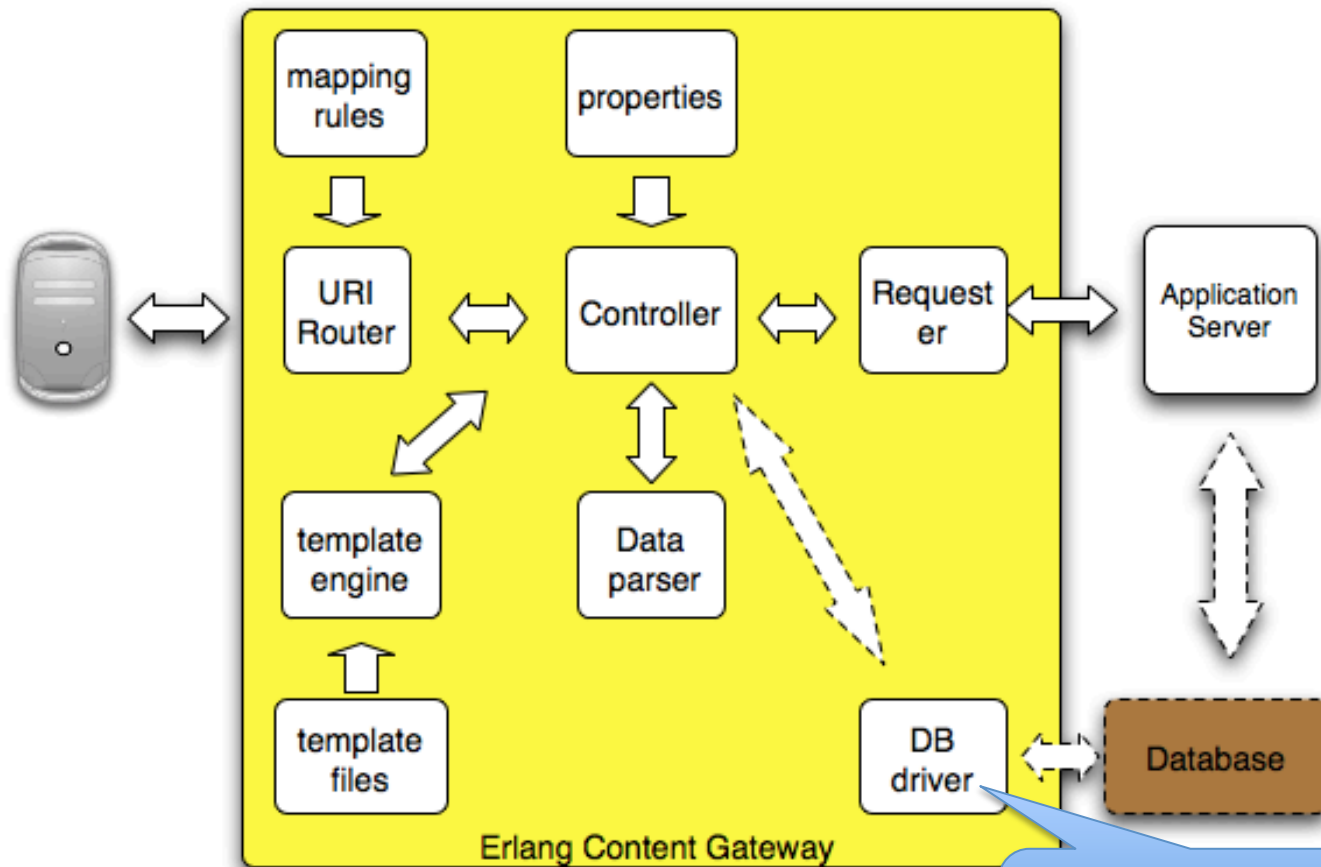 mapping
rules
properties
URI
Router
Controller
Request
er
Application
Server
template
engine
Data
parser
template
files
DB
driver
Database
Erlang Content Gateway